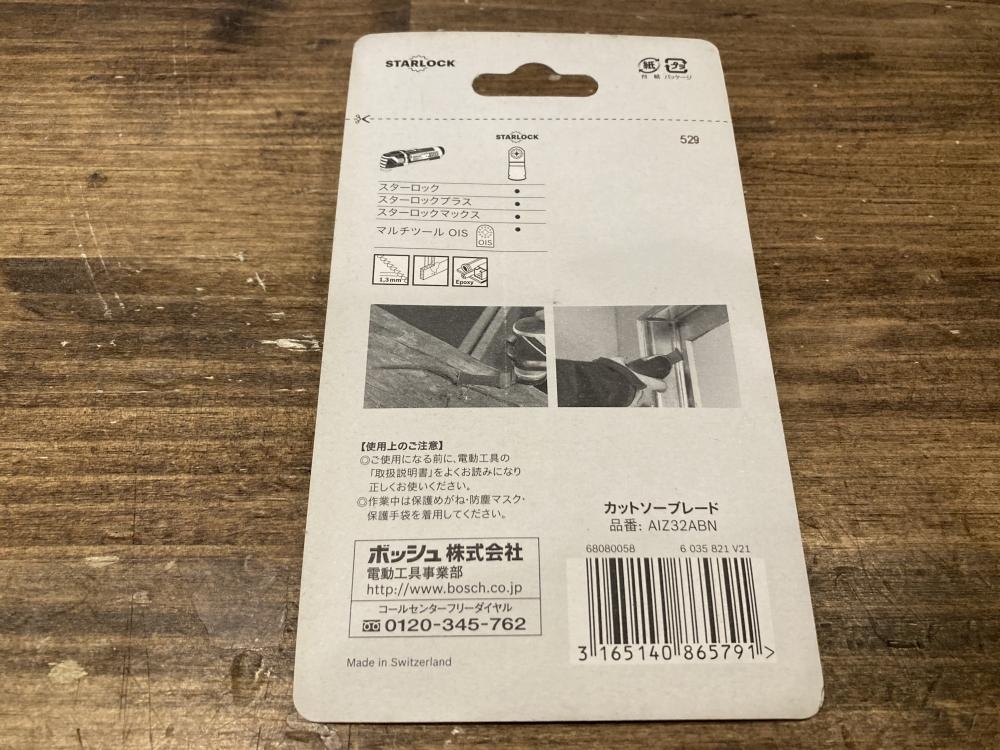 STARLOCK
紙
台紙
パッケージ
STARLOCK
529
スターロック
スターロックプラス
スターロックマックス
マルチツール OIS
OIS
1,3mm
Epoxy
【使用上のご注意】
◎ご使用になる前に、電動工具の
「取扱説明書」をよくお読みになり
正しくお使いください。
◎作業中は保護めがね・防塵マスク・
保護手袋を着用してください。
カットソーブレード
品番: AIZ32ABN
68080058 6 035 821 V21
3 165140 865791 >
ボッシュ株式会社
電動工具事業部
http://www.bosch.co.jp
コールセンターフリーダイヤル
0120-345-762
Made in Switzerland